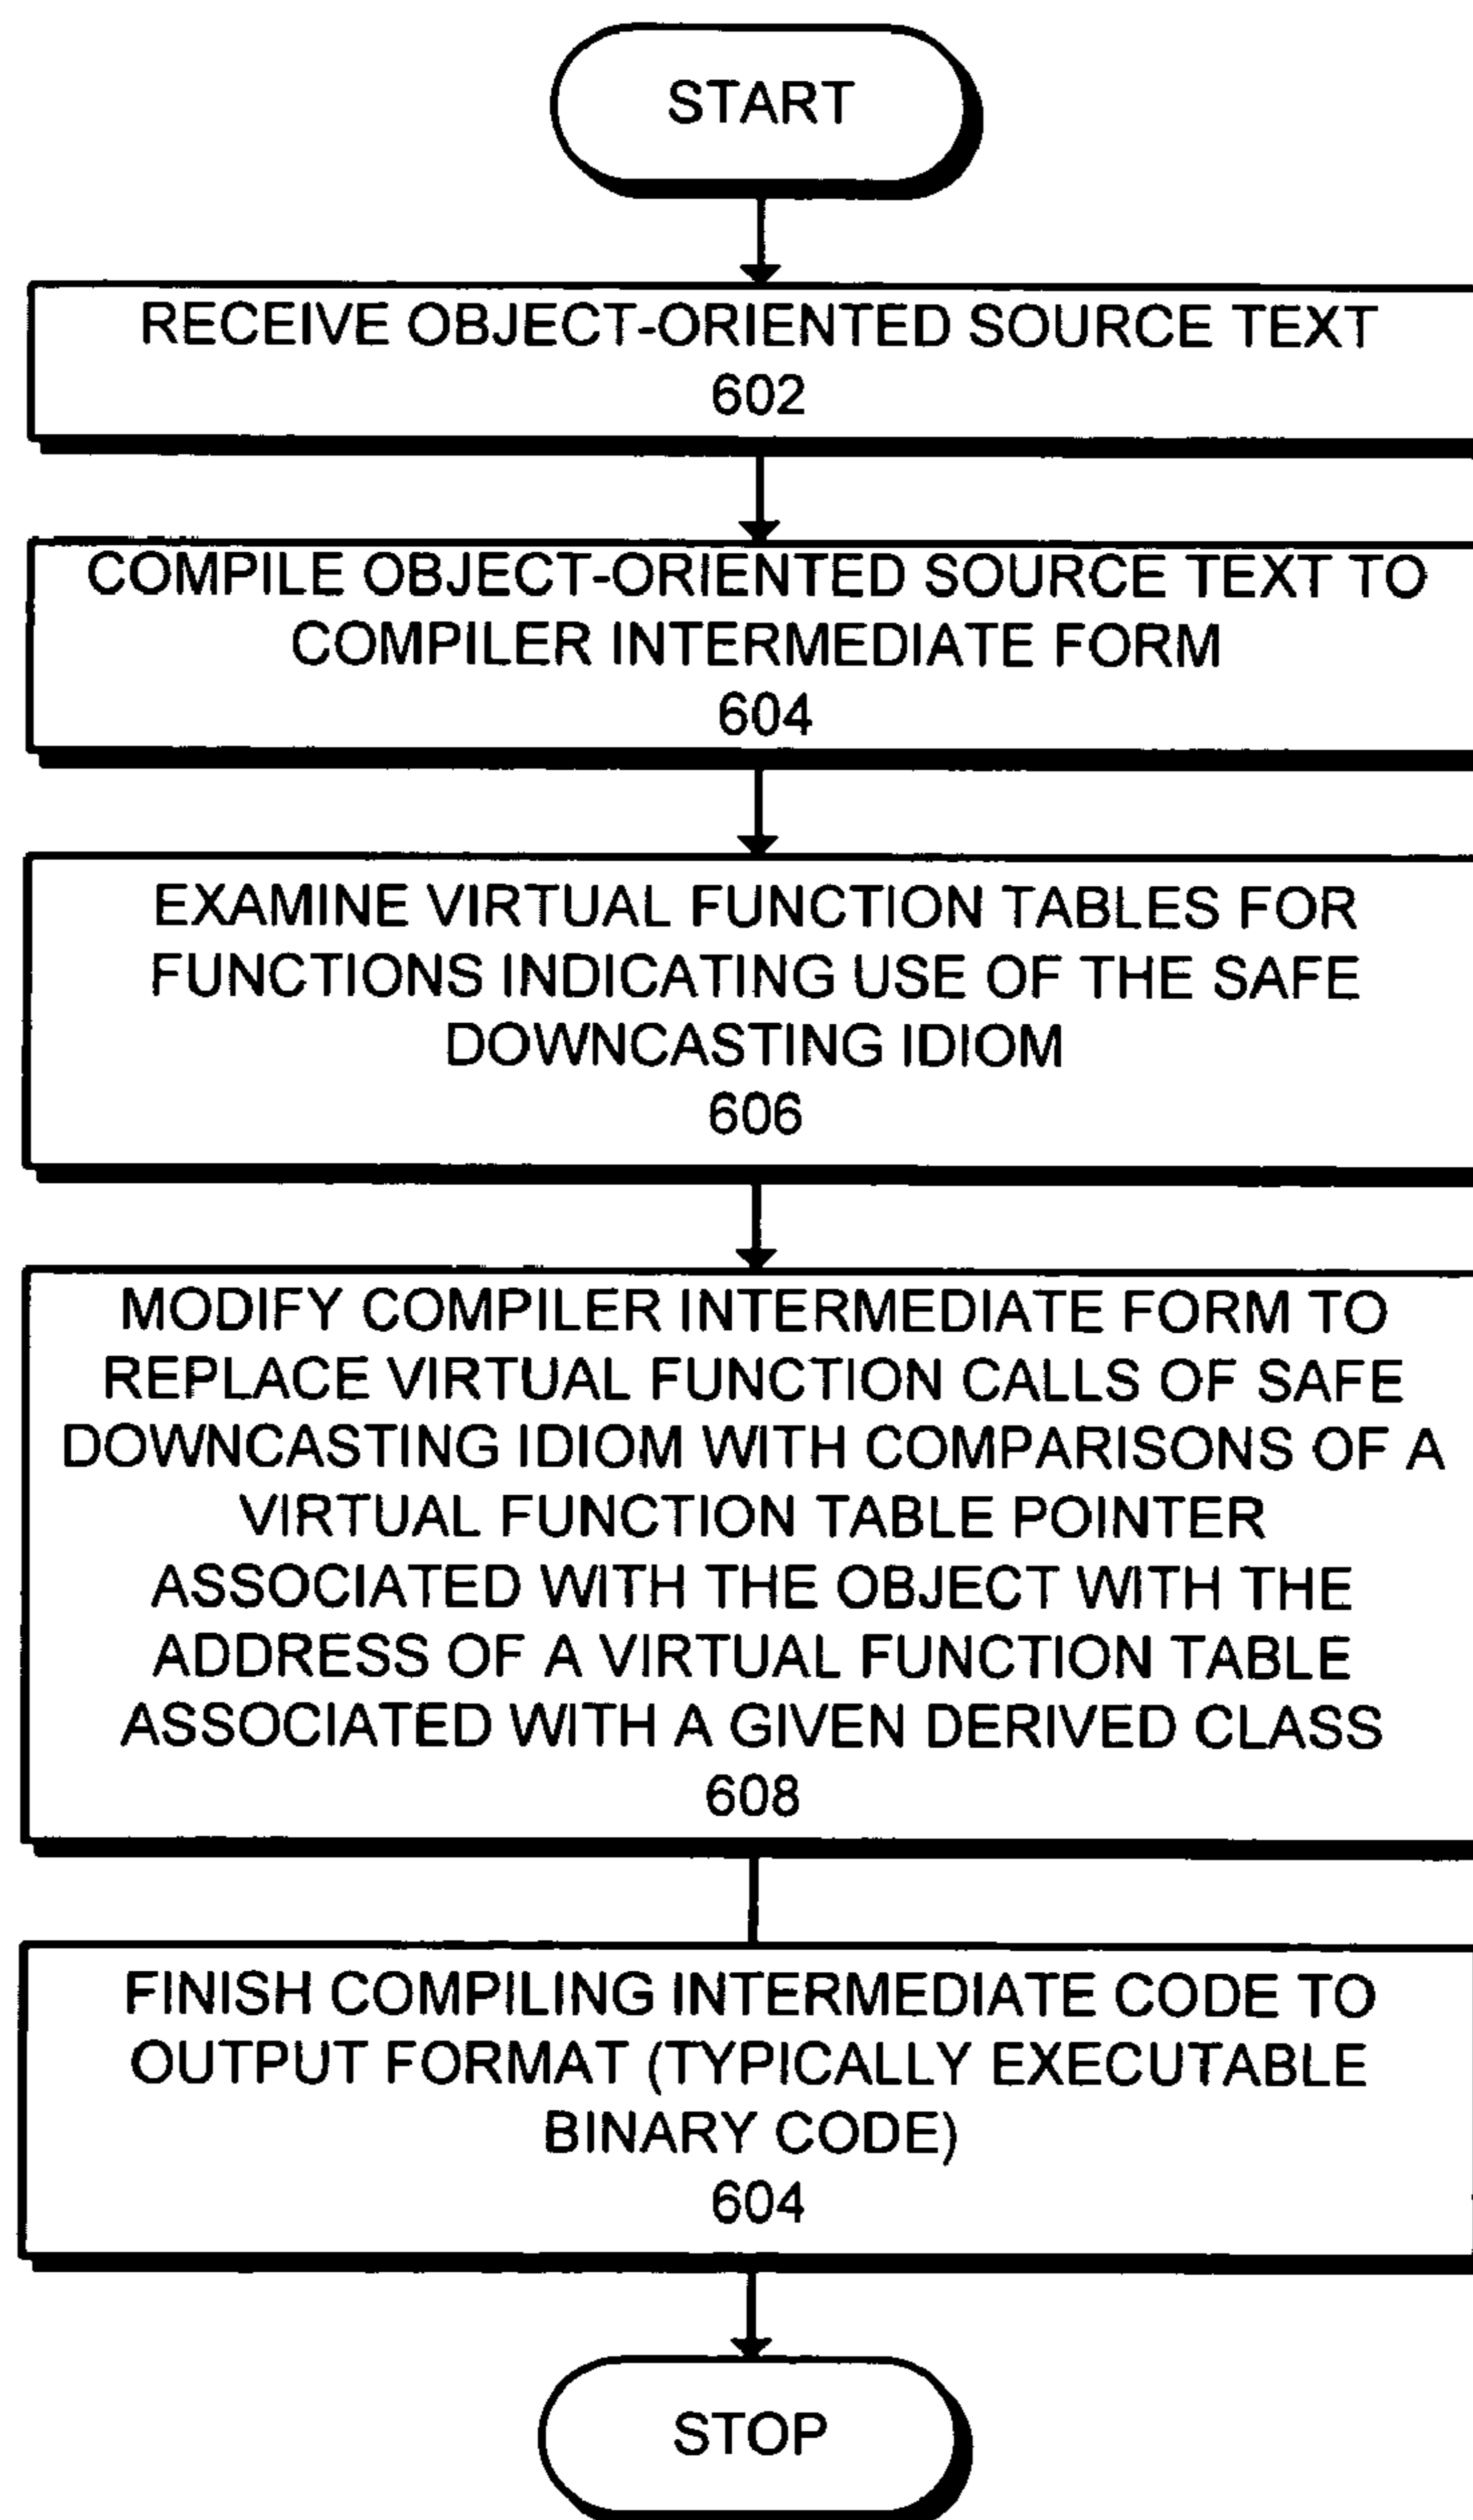 START
RECEIVE OBJECT-ORIENTED SOURCE TEXT
602
COMPILE OBJECT-ORIENTED SOURCE TEXT TO
COMPILER INTERMEDIATE FORM
604
EXAMINE VIRTUAL FUNCTION TABLES FOR
FUNCTIONS INDICATING USE OF THE SAFE
DOWNCASTING IDIOM
606
MODIFY COMPILER INTERMEDIATE FORM TO
REPLACE VIRTUAL FUNCTION CALLS OF SAFE
DOWNCASTING IDIOM WITH COMPARISONS OF A
VIRTUAL FUNCTION TABLE POINTER
ASSOCIATED WITH THE OBJECT WITH THE
ADDRESS OF A VIRTUAL FUNCTION TABLE
ASSOCIATED WITH A GIVEN DERIVED CLASS
608
FINISH COMPILING INTERMEDIATE CODE TO
OUTPUT FORMAT (TYPICALLY EXECUTABLE
BINARY CODE)
604
STOP